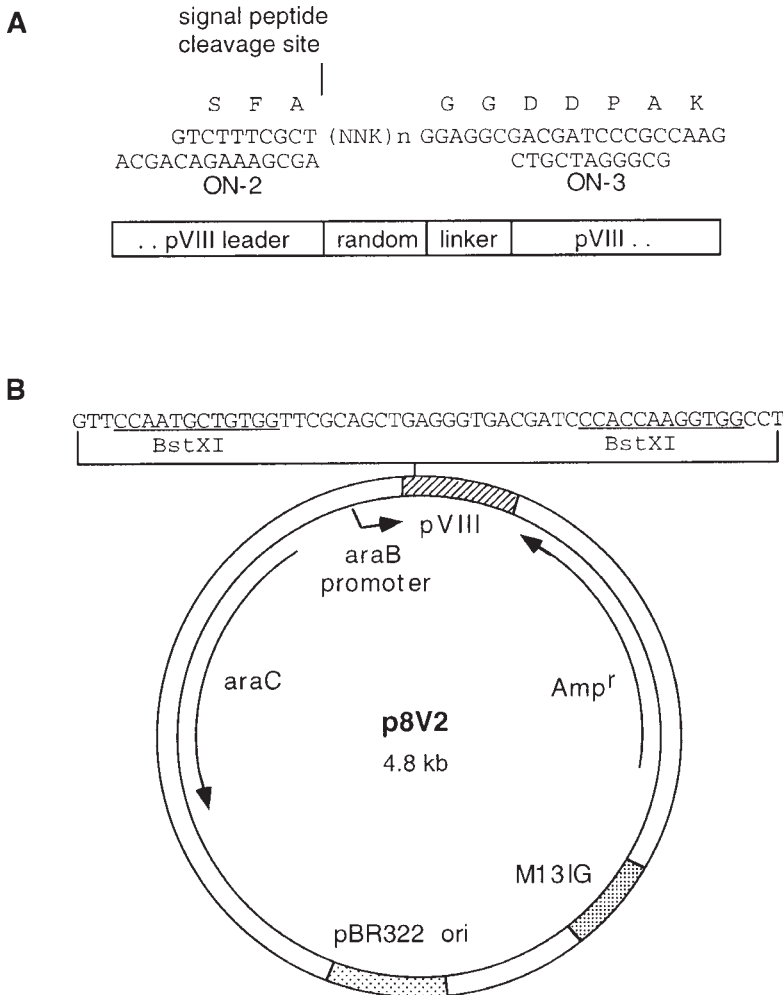 A
signal peptide
cleavage site
S F A G G D D P A K
GTCTTTCGCT (NNK)n GGAGGCGACGATCCCGCCAAG
ACGACAGAAAGCGA CTGCTAGGGCG
ON-2 ON-3
. . pVIII leader random linker pVIII . .
B
GTTCCAATGCTGTGGTTCGCAGCTGAGGGTGACGATCCCACCAAGGTGGCCT
BstXI BstXI
pVIII
araB
promoter
araC
Ampr
p8V2
4.8 kb
M13IG
pBR322 ori